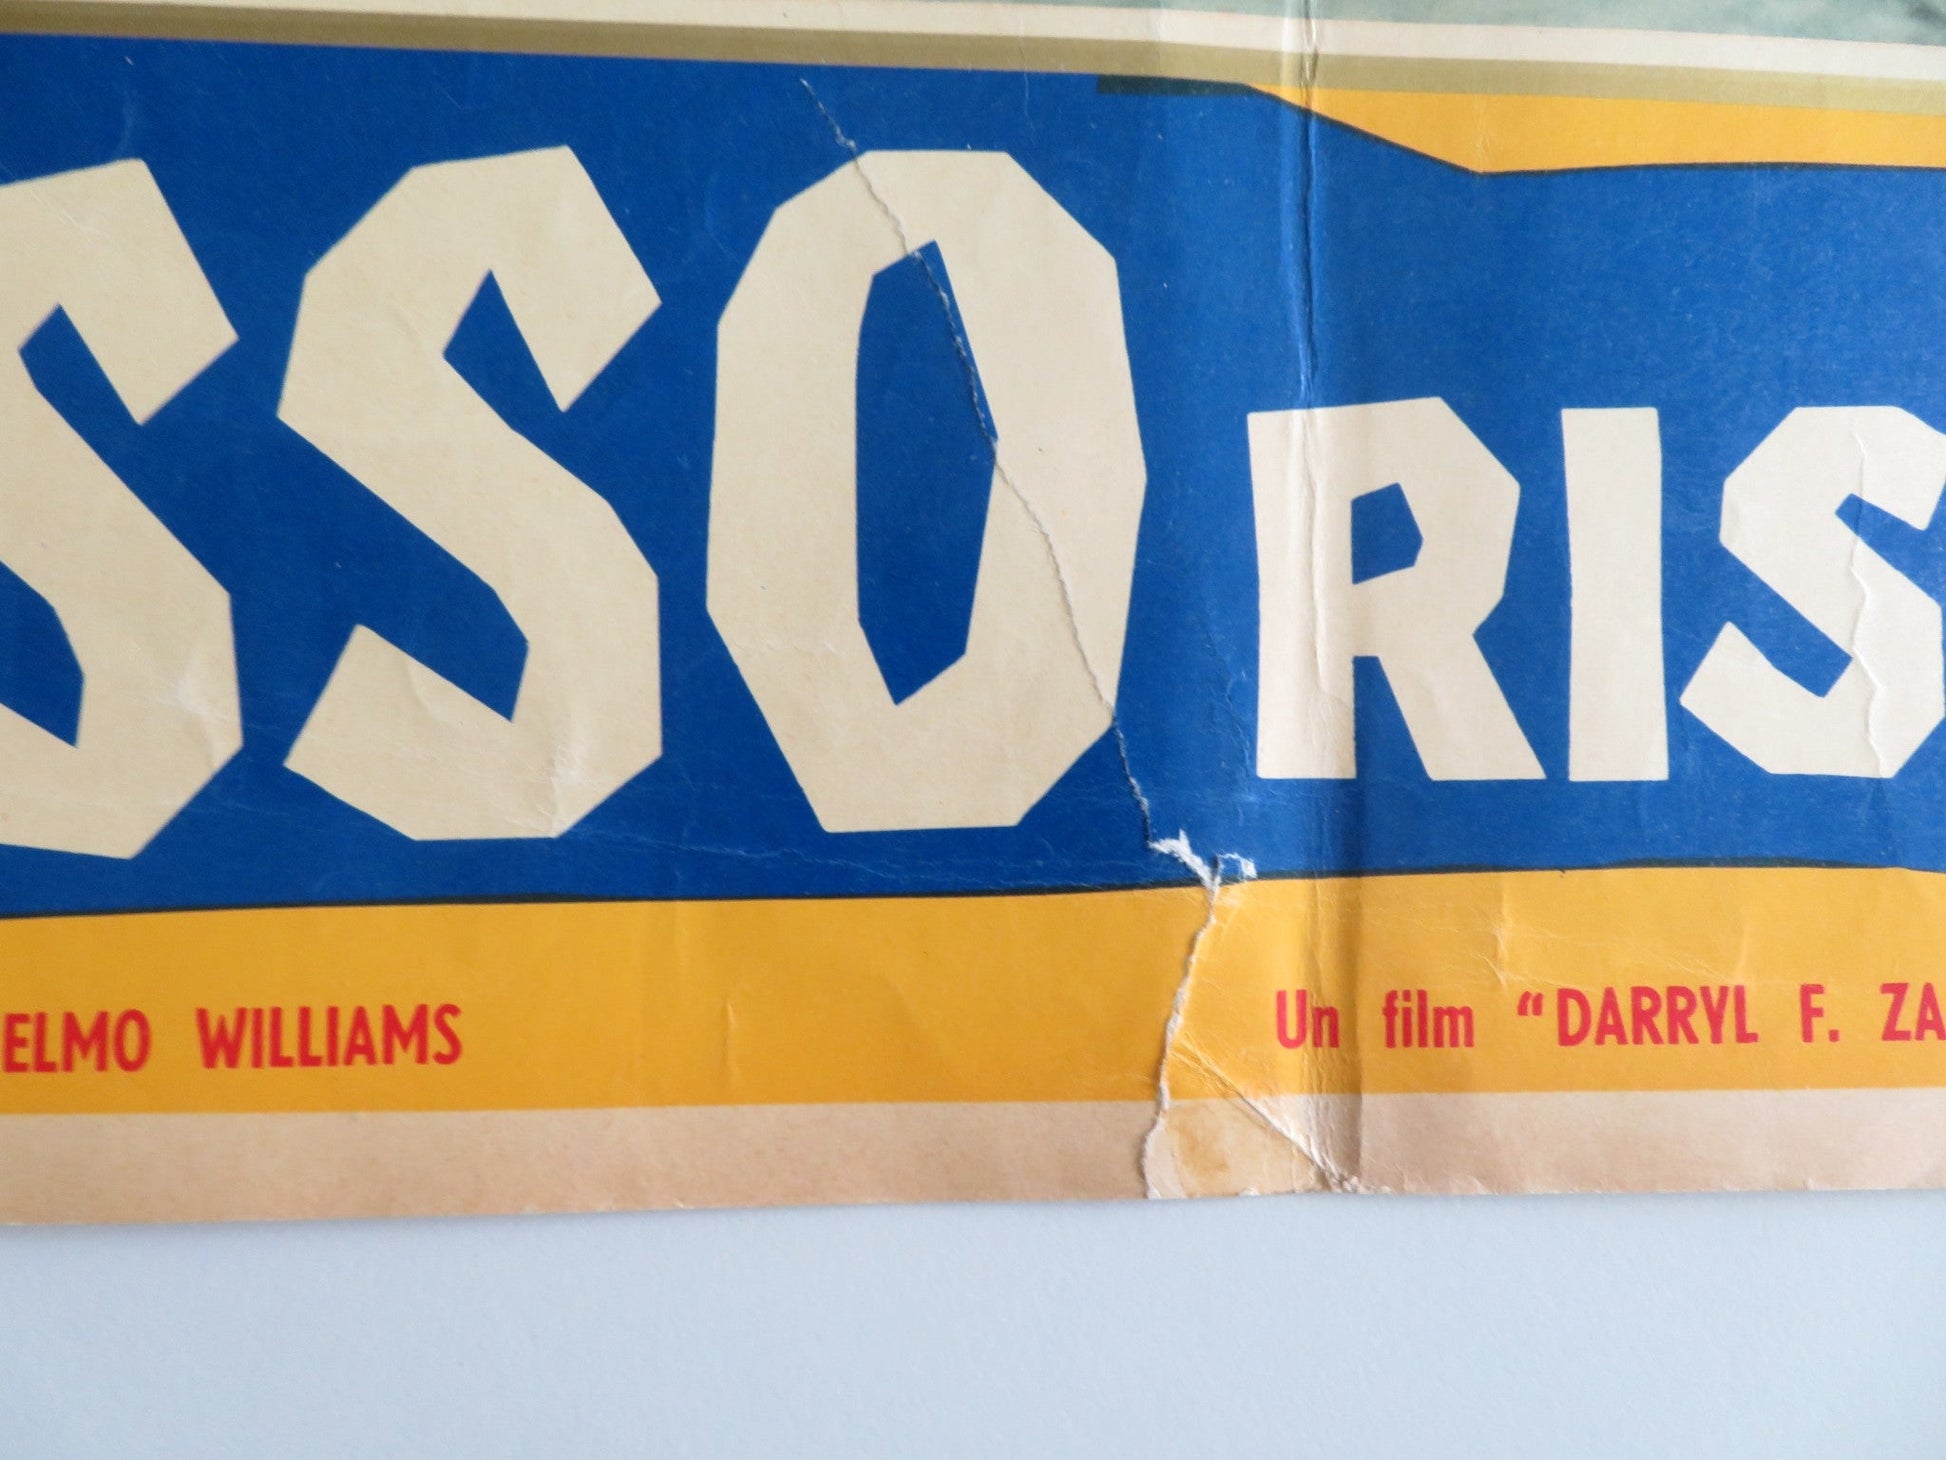 SSO RIS
ELMO WILLIAMS Un film “DARRYL F. ZA